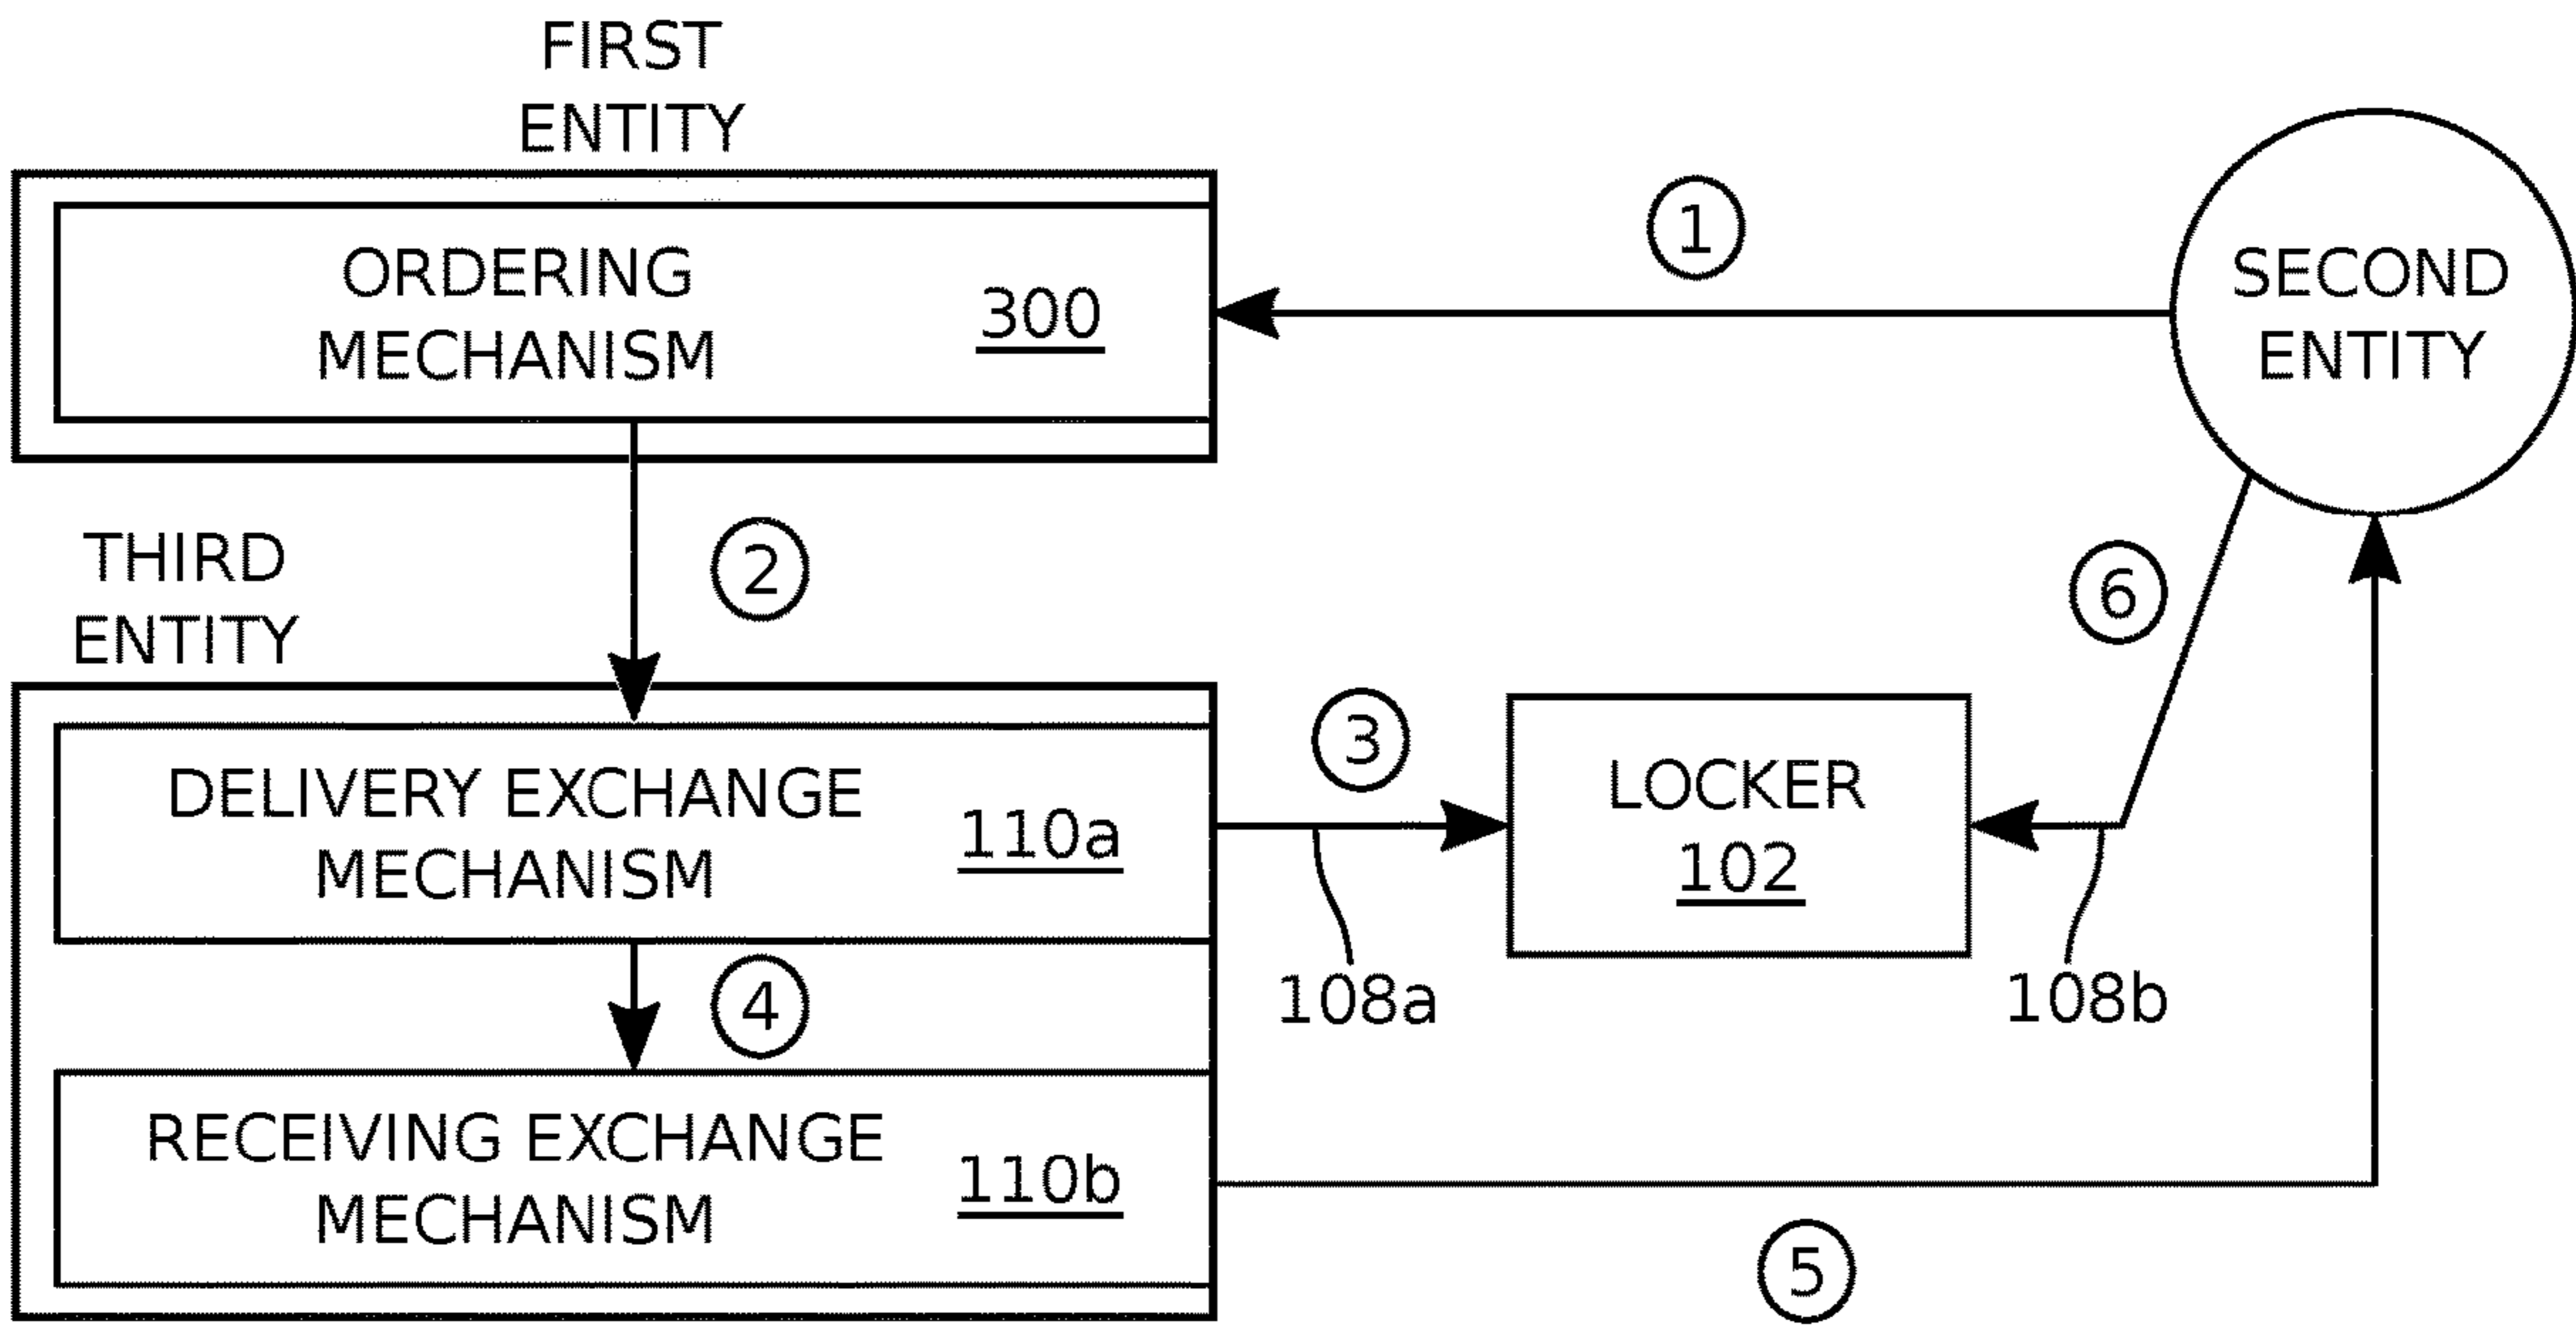 FIRST
ENTITY
ORDERING
MECHANISM
300
1
SECOND
ENTITY
2
THIRD
ENTITY
6
DELIVERY EXCHANGE
MECHANISM
110a
3
LOCKER
102
108a
108b
4
RECEIVING EXCHANGE
MECHANISM
110b
5